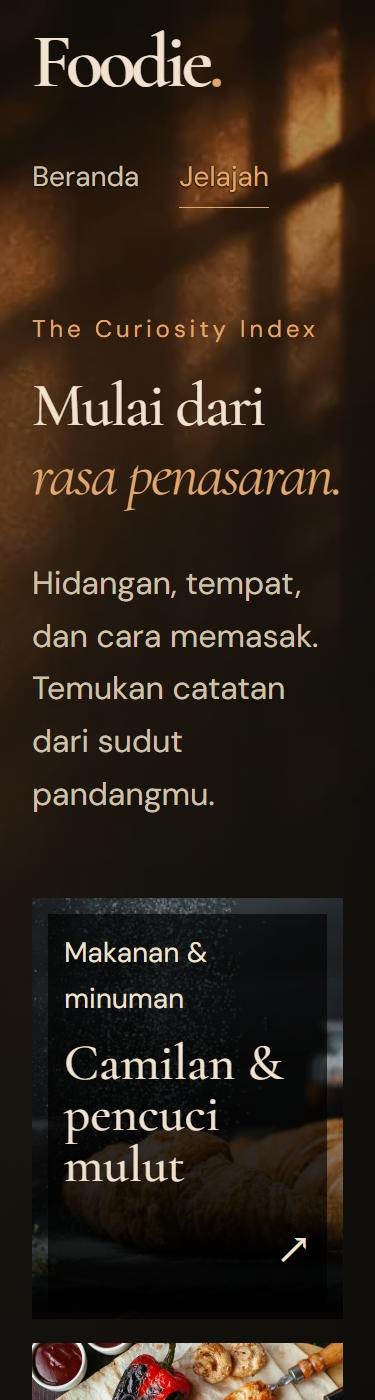 Foodie.
Beranda Jelajah
The Curiosity Index
Mulai dari
rasa penasaran.
Hidangan, tempat,
dan cara memasak.
Temukan catatan
dari sudut
pandangmu.
Makanan &
minuman
Camilan &
pencuci
mulut
↗